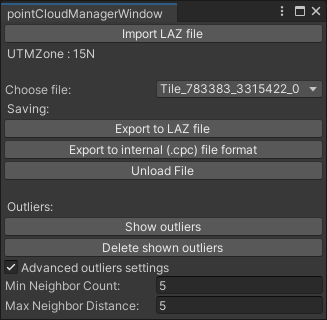 pointCloudManagerWindow
Import LAZ file
UTMZone : 15N
Choose file: Tile_783383_3315422_0
Saving:
Export to LAZ file
Export to internal (.cpc) file format
Unload File
Outliers:
Show outliers
Delete shown outliers
Advanced outliers settings
Min Neighbor Count: 5
Max Neighbor Distance: 5